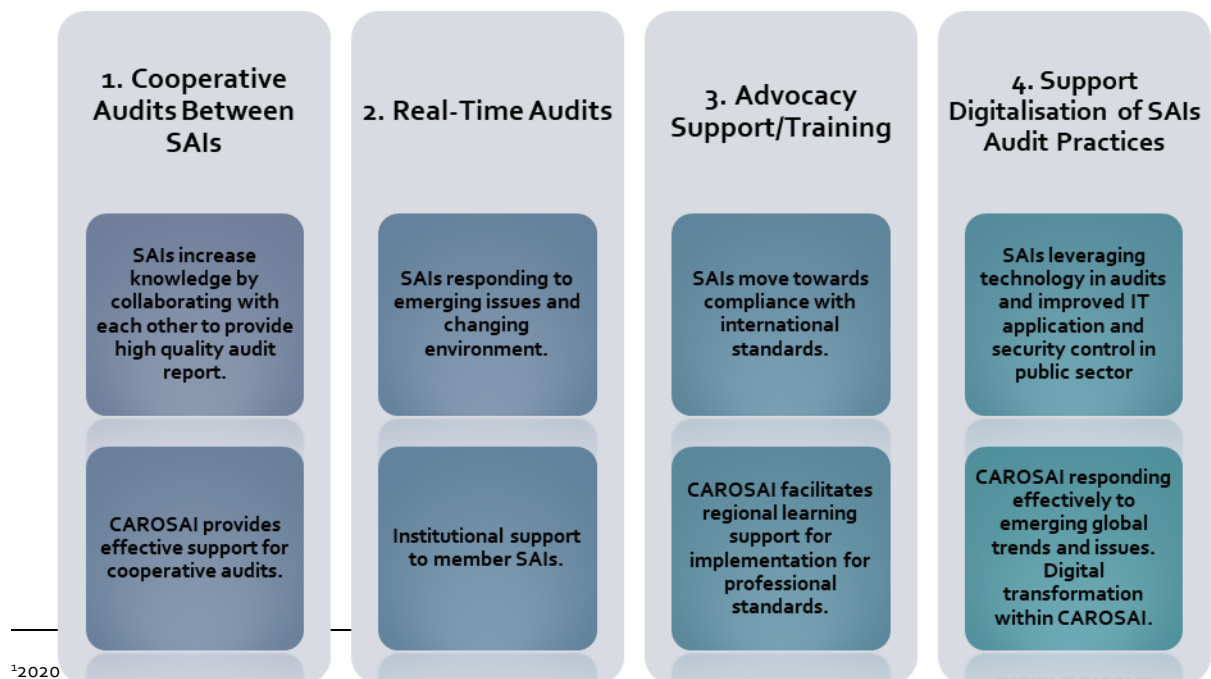 1. Cooperative
Audits Between
SAIs
SAIs increase
knowledge by
collaborating with
each other to provide
high quality audit
report.
CAROSAI provides
effective support for
cooperative audits.
2. Real-Time Audits
SAIs responding to
emerging issues and
changing
environment.
Institutional support
to member SAIs.
3. Advocacy
Support/Training
SAIs move towards
compliance with
international
standards.
CAROSAI facilitates
regional learning
support for
implementation for
professional
standards.
4. Support
Digitalisation of SAIs
Audit Practices
SAIs leveraging
technology in audits
and improved IT
application and
security control in
public sector
CAROSAI responding
effectively to
emerging global
trends and issues.
Digital
transformation
within CAROSAI.
¹2020